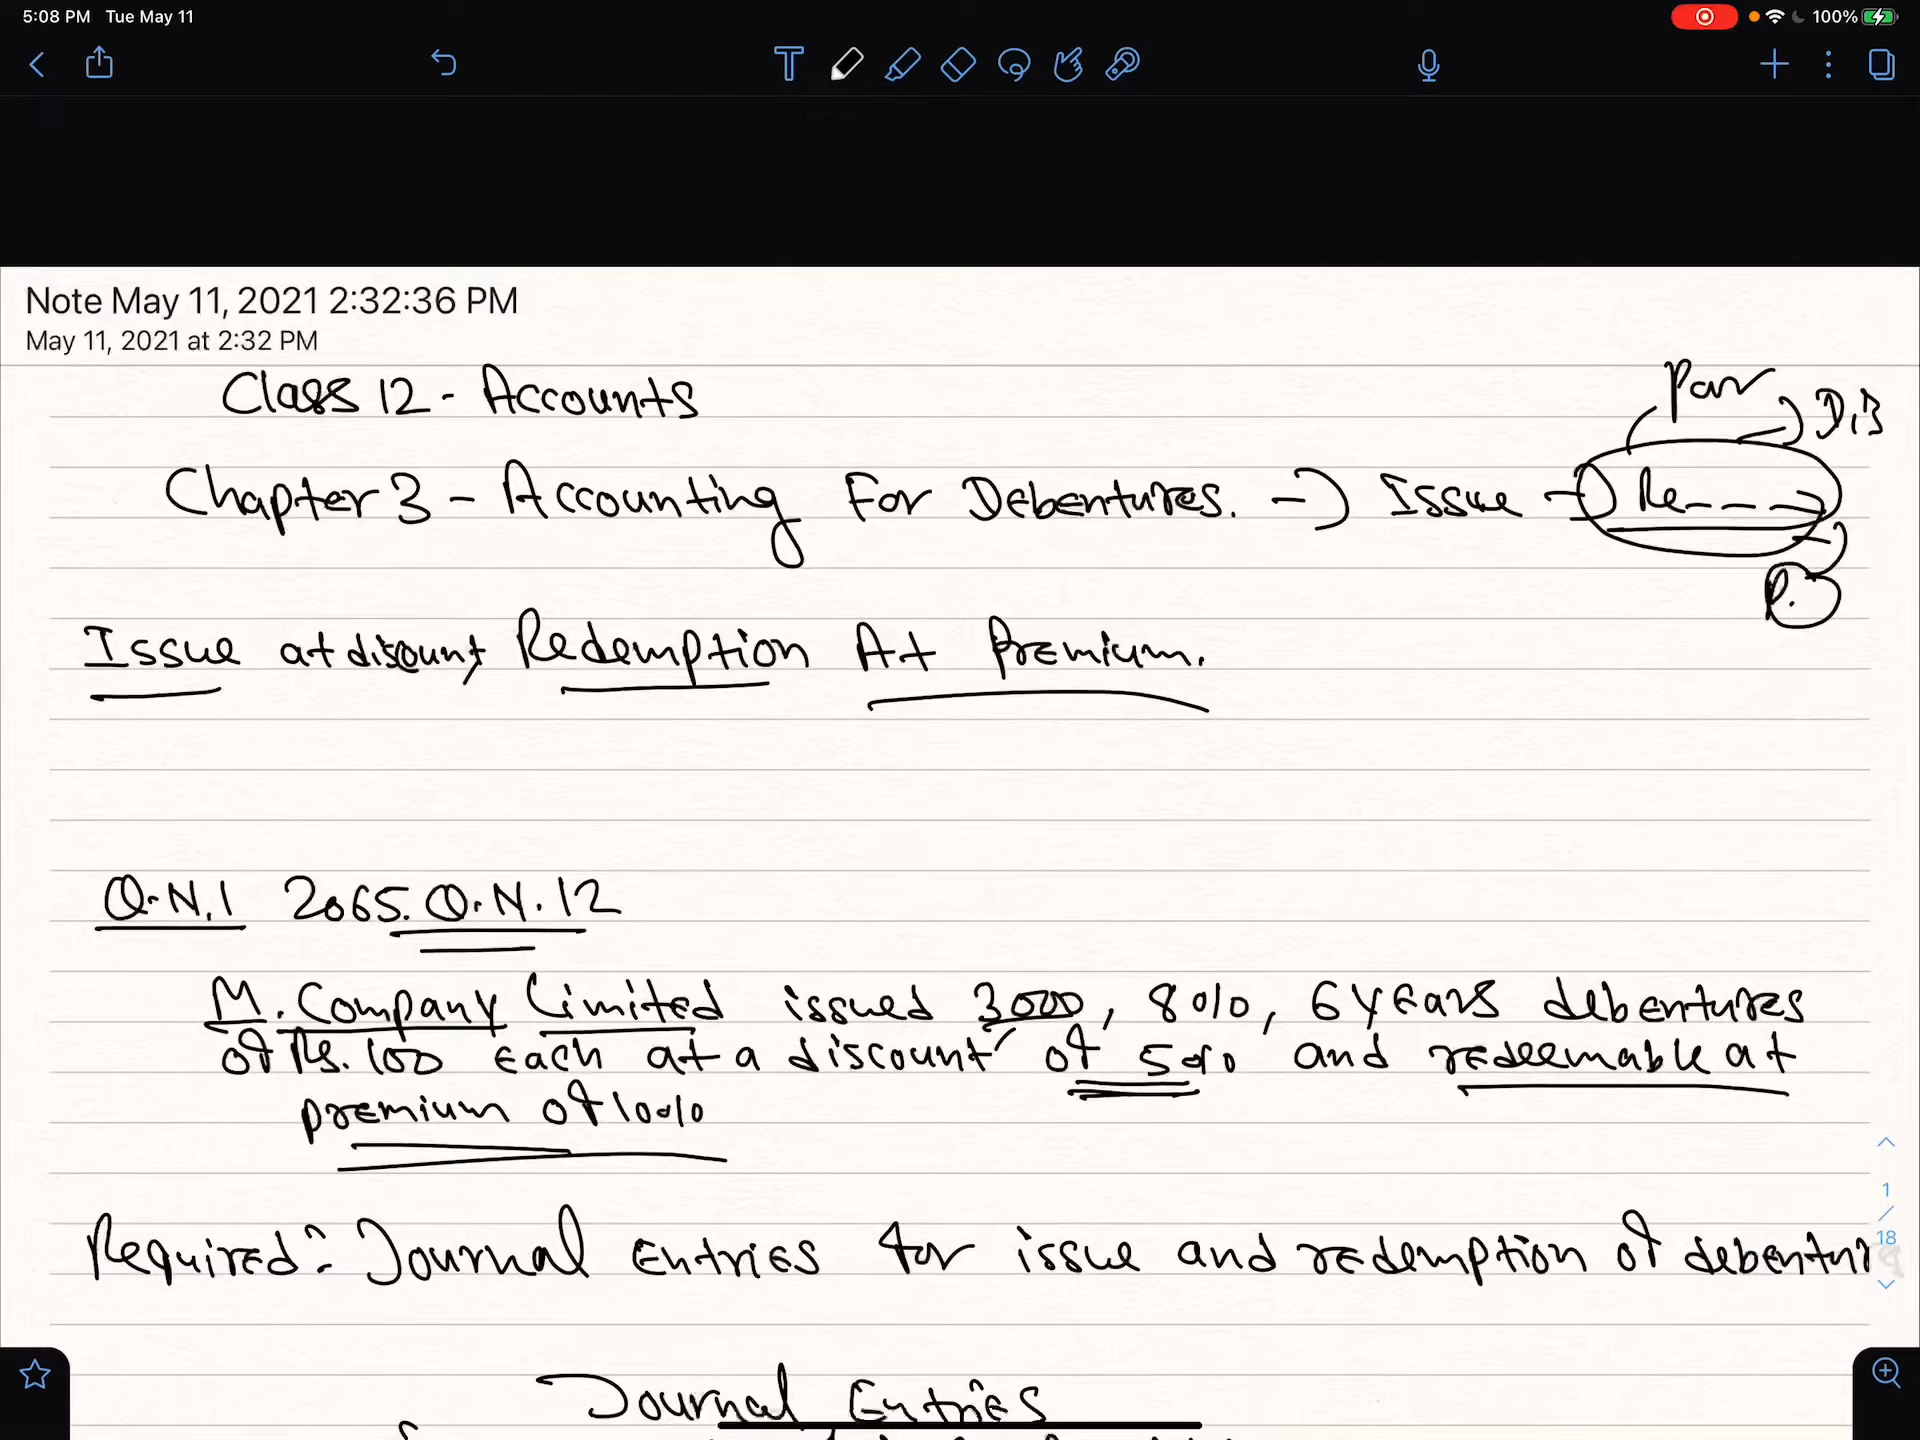 5:08 PM Tue May 11
100%
Note May 11, 2021 2:32:36 PM
May 11, 2021 at 2:32 PM
Class 12 - Accounts
Par
Dis
Chapter 3 - Accounting For Debentures. -> Issue -> Re---
P.
Issue at discount, Redemption At Premium.
Q.N.1 2065. Q.N.12
M. Company Limited issued 3000, 8%, 6 years debentures
of Rs. 100 each at a discount of 5% and redeemable at
premium of 10%
Required: Journal Entries for issue and redemption of debenture
1
/
18
Journal Entries